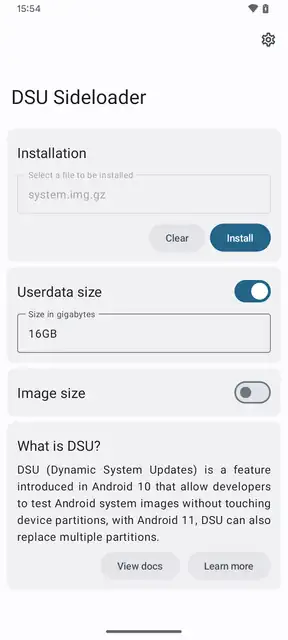 15:54
DSU Sideloader
Installation
Select a file to be installed
system.img.gz
Clear
Install
Userdata size
Size in gigabytes
16GB
Image size
What is DSU?
DSU (Dynamic System Updates) is a feature
introduced in Android 10 that allow developers
to test Android system images without touching
device partitions, with Android 11, DSU can also
replace multiple partitions.
View docs
Learn more